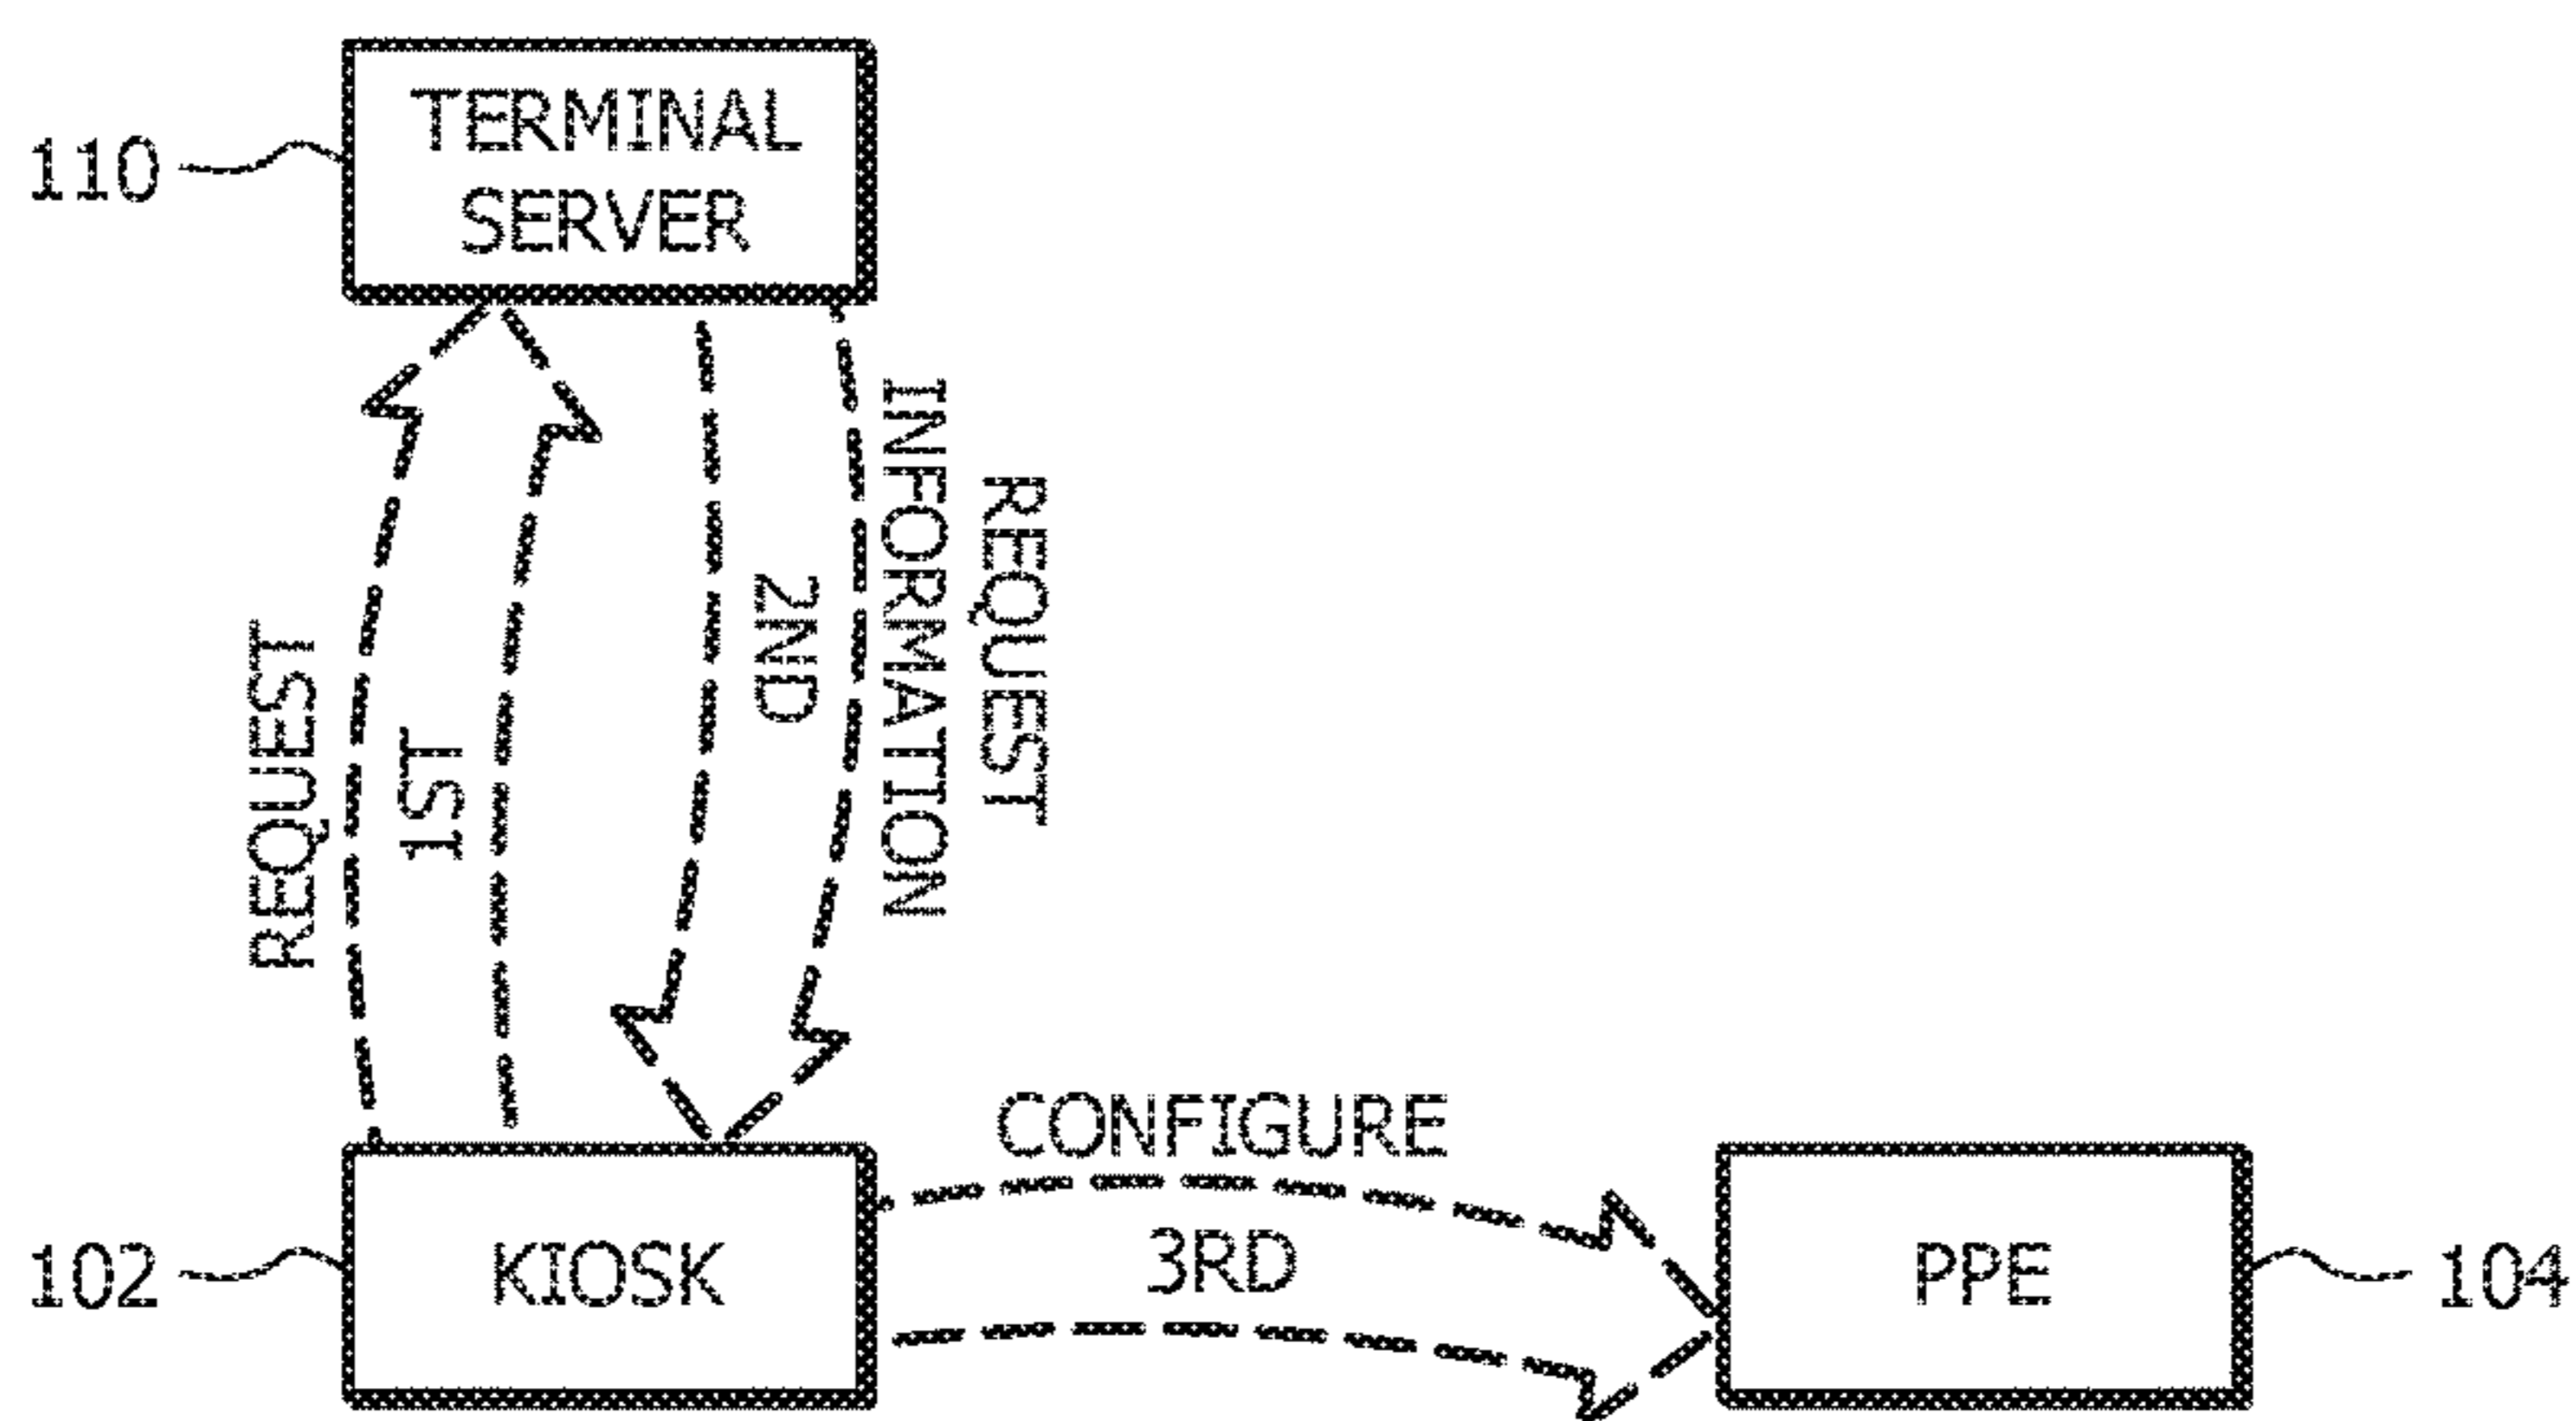 TERMINAL
SERVER
110
REQUEST
1ST
2ND
INFORMATION
REQUEST
CONFIGURE
3RD
102
KIOSK
PPE
104